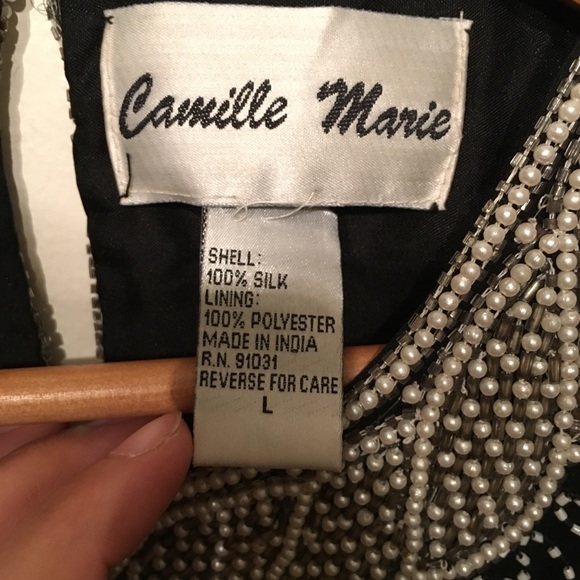 Camille Marie
SHELL:
100% SILK
LINING:
100% POLYESTER
MADE IN INDIA
R.N. 91031
REVERSE FOR CARE
L